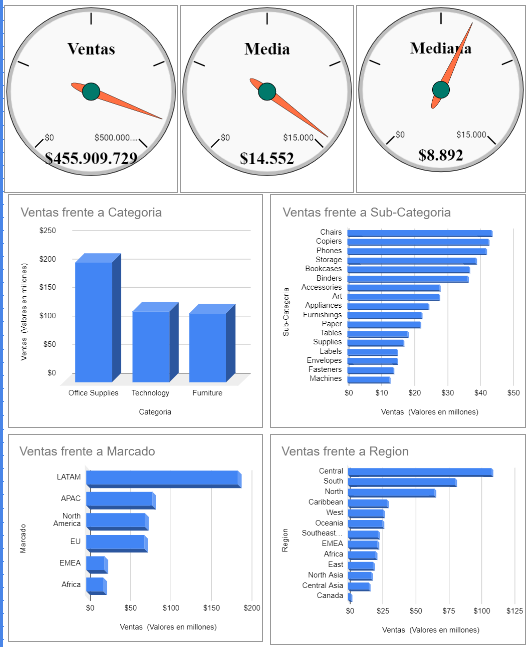 Ventas
$0
$500.000....
$455.909.729
Media
$0
$15.000
$14.552
Mediana
$0
$15.000
$8.892
Ventas frente a Categoria
Ventas (Valores en millones)
$250
$200
$150
$100
$50
$0
Office Supplies
Technology
Furniture
Categoria
Ventas frente a Sub-Categoria
Sub-Categoria
Chairs
Copiers
Phones
Storage
Bookcases
Binders
Accessories
Art
Appliances
Furnishings
Paper
Tables
Supplies
Labels
Envelopes
Fasteners
Machines
$0
$10
$20
$30
$40
$50
Ventas (Valores en millones)
Ventas frente a Marcado
Marcado
LATAM
APAC
North
America
EU
EMEA
Africa
$0
$50
$100
$150
$200
Ventas (Valores en millones)
Ventas frente a Region
Region
Central
South
North
Caribbean
West
Oceania
Southeast...
EMEA
Africa
East
North Asia
Central Asia
Canada
$0
$25
$50
$75
$100
$125
Ventas (Valores en millones)